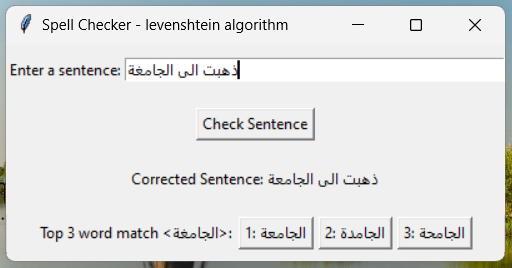 Spell Checker - levenshtein algorithm
Enter a sentence: ذهبت الى الجامغة
Check Sentence
Corrected Sentence: ذهبت الى الجامعة
Top 3 word match <الجامغة>: 1: الجامعة 2: الجامدة 3: الجامحة